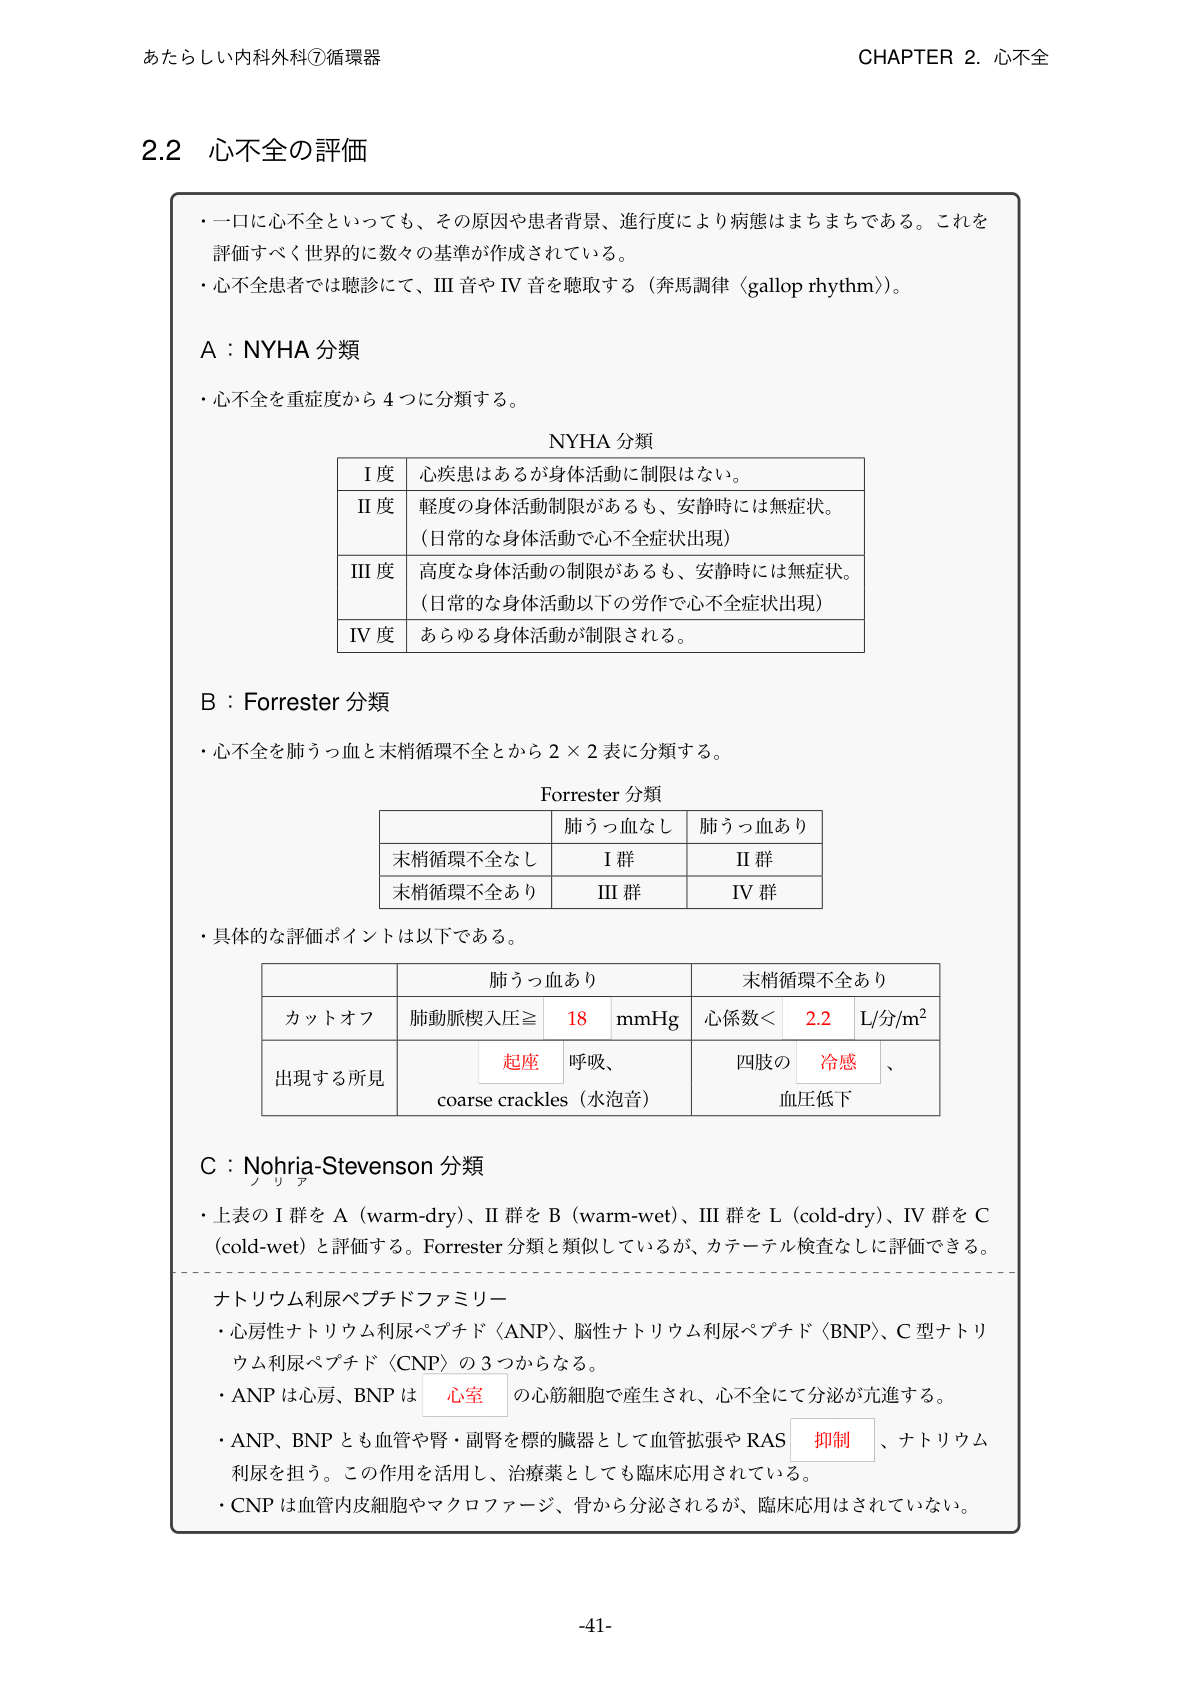 あたらしい内科外科⑦循環器
CHAPTER 2. 心不全
2.2 心不全の評価
・一口に心不全といっても、その原因や患者背景、進行度により病態はまちまちである。これを
評価すべく世界的に数々の基準が作成されている。
・心不全患者では聴診にて、III 音や IV 音を聴取する（奔馬調律〈gallop rhythm〉）。
A：NYHA 分類
・心不全を重症度から 4 つに分類する。
NYHA 分類
I 度 心疾患はあるが身体活動に制限はない。
II 度 軽度の身体活動制限があるも、安静時には無症状。
（日常的な身体活動で心不全症状出現）
III 度 高度な身体活動の制限があるも、安静時には無症状。
（日常的な身体活動以下の労作で心不全症状出現）
IV 度 あらゆる身体活動が制限される。
B：Forrester 分類
・心不全を肺うっ血と末梢循環不全とから 2 × 2 表に分類する。
Forrester 分類
肺うっ血なし 肺うっ血あり
末梢循環不全なし I 群 II 群
末梢循環不全あり III 群 IV 群
・具体的な評価ポイントは以下である。
肺うっ血あり 末梢循環不全あり
カットオフ 肺動脈楔入圧≧ 18 mmHg 心係数＜ 2.2 L/分/m²
出現する所見 起座 呼吸、 四肢の 冷感 、
coarse crackles（水泡音） 血圧低下
C：Nohria-Stevenson 分類
ノリア
・上表の I 群を A（warm-dry）、II 群を B（warm-wet）、III 群を L（cold-dry）、IV 群を C
（cold-wet）と評価する。Forrester 分類と類似しているが、カテーテル検査なしに評価できる。
ナトリウム利尿ペプチドファミリー
・心房性ナトリウム利尿ペプチド〈ANP〉、脳性ナトリウム利尿ペプチド〈BNP〉、C 型ナトリ
ウム利尿ペプチド〈CNP〉の 3 つからなる。
・ANP は心房、BNP は 心室 の心筋細胞で産生され、心不全にて分泌が亢進する。
・ANP、BNP とも血管や腎・副腎を標的臓器として血管拡張や RAS 抑制 、ナトリウム
利尿を担う。この作用を活用し、治療薬としても臨床応用されている。
・CNP は血管内皮細胞やマクロファージ、骨から分泌されるが、臨床応用はされていない。
-41-